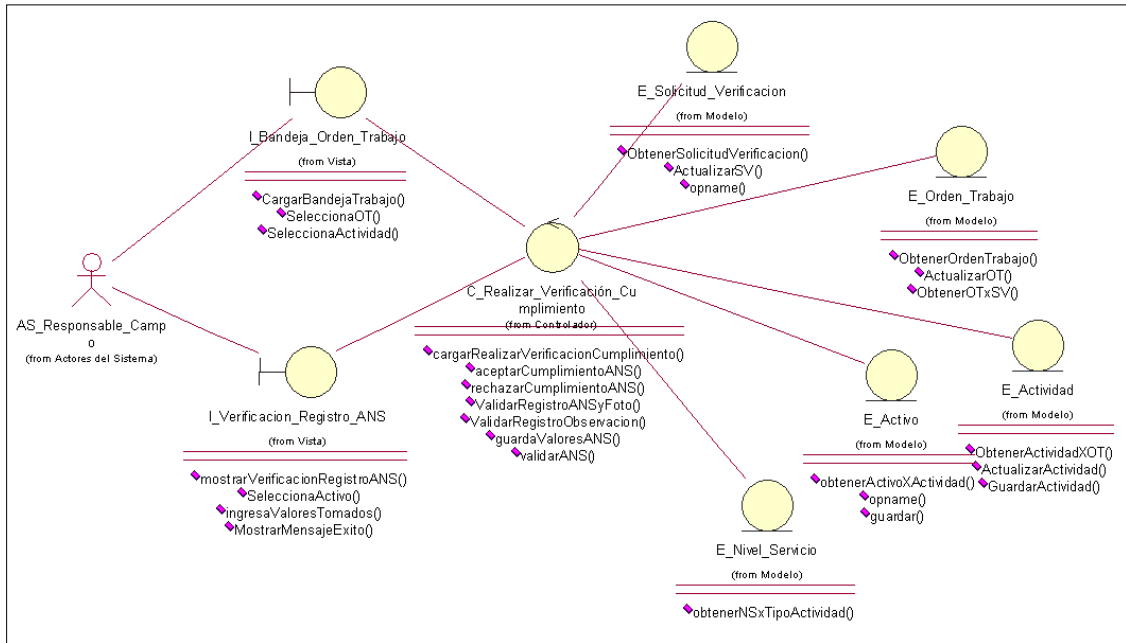 E_Solicitud_Verificacion
(from Modelo)
ObtenerSolicitudVerificacion()
ActualizarSV()
opname()
I_Bandeja_Orden_Trabajo
(from Vista)
CargarBandejaTrabajo()
SeleccionaOT()
SeleccionaActividad()
E_Orden_Trabajo
(from Modelo)
ObtenerOrdenTrabajo()
ActualizarOT()
ObtenerOTxSV()
AS_Responsable_Camp
o
(from Actores del Sistema)
C_Realizar_Verificación_Cu
mplimiento
(from Controlador)
cargarRealizarVerificacionCumplimiento()
aceptarCumplimientoANS()
rechazarCumplimientoANS()
ValidarRegistroANSyFoto()
ValidarRegistroObservacion()
guardaValoresANS()
validarANS()
I_Verificacion_Registro_ANS
(from Vista)
mostrarVerificacionRegistroANS()
SeleccionaActivo()
ingresaValoresTomados()
MostrarMensajeExito()
E_Actividad
(from Modelo)
ObtenerActividadXOT()
ActualizarActividad()
GuardarActividad()
E_Activo
(from Modelo)
obtenerActivoXActividad()
opname()
guardar()
E_Nivel_Servicio
(from Modelo)
obtenerNSxTipoActividad()